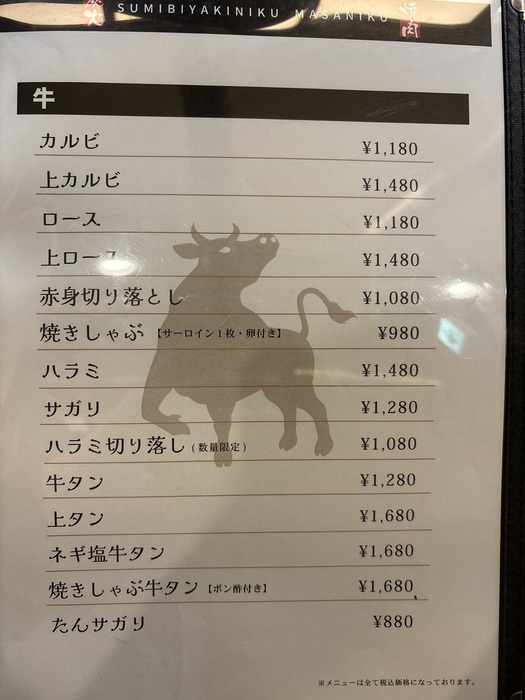 SUMIBIYAKINIKU MASANIKU
牛
カルビ ¥1,180
上カルビ ¥1,480
ロース ¥1,180
上ロース ¥1,480
赤身切り落とし ¥1,080
焼きしゃぶ【サーロイン1枚・卵付き】 ¥980
ハラミ ¥1,480
サガリ ¥1,280
ハラミ切り落し(数量限定) ¥1,080
牛タン ¥1,280
上タン ¥1,680
ネギ塩牛タン ¥1,680
焼きしゃぶ牛タン【ポン酢付き】 ¥1,680
たんサガリ ¥880
※メニューは全て税込価格になっております。